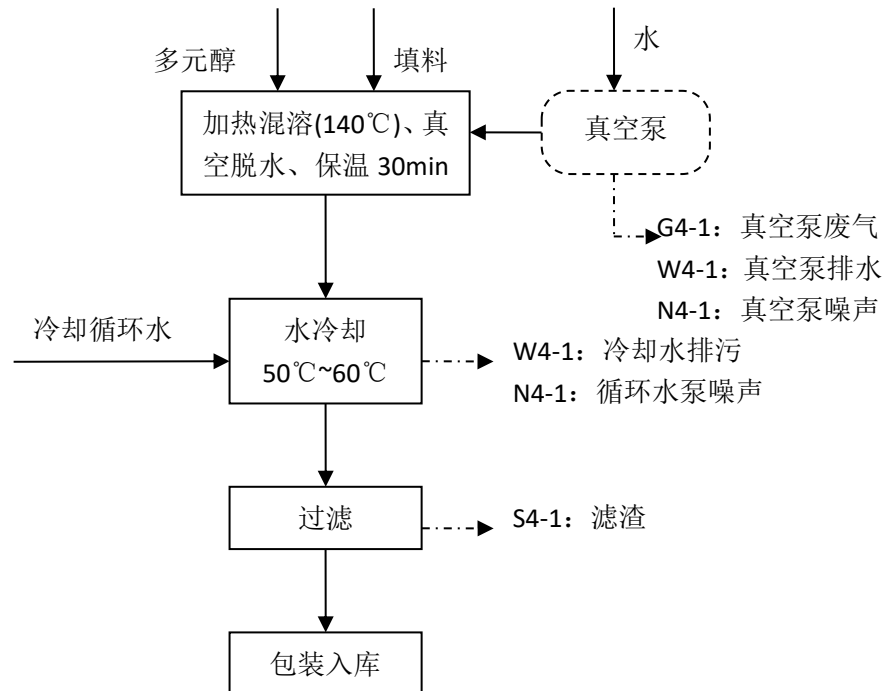 多元醇
填料
水
加热混溶(140℃)、真
空脱水、保温 30min
真空泵
G4-1：真空泵废气
W4-1：真空泵排水
N4-1：真空泵噪声
冷却循环水
水冷却
50℃~60℃
W4-1：冷却水排污
N4-1：循环水泵噪声
过滤
S4-1：滤渣
包装入库